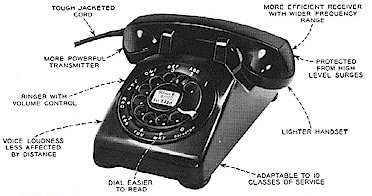 TOUGH JACKETED
CORD
MORE EFFICIENT RECEIVER
WITH WIDER FREQUENCY
RANGE
MORE POWERFUL
TRANSMITTER
PROTECTED FROM
HIGH LEVEL SURGES
RINGER WITH
VOLUME CONTROL
LIGHTER HANDSET
VOICE LOUDNESS
LESS AFFECTED
BY DISTANCE
DIAL EASIER
TO READ
ADAPTABLE TO 10
CLASSES OF SERVICE